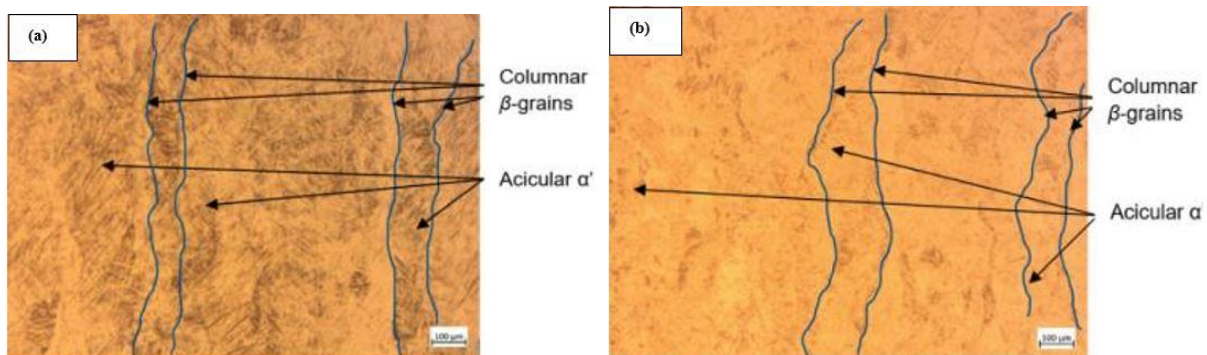 (a)
Columnar
β-grains
Acicular α'
100 μm
(b)
Columnar
β-grains
Acicular α
100 μm